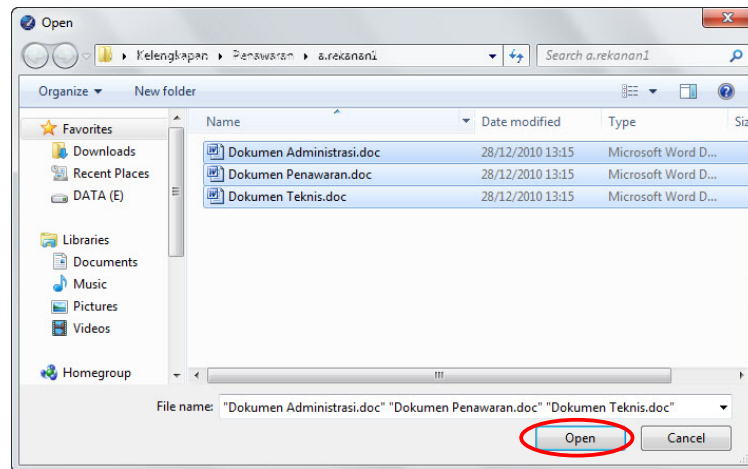 Open
Kelengkapan Penawaran a.rekanan1 Search a.rekanan1
Organize New folder
Favorites
Downloads
Recent Places
DATA (E)
Libraries
Documents
Music
Pictures
Videos
Homegroup
Name Date modified Type Siz
Dokumen Administrasi.doc 28/12/2010 13:15 Microsoft Word D...
Dokumen Penawaran.doc 28/12/2010 13:15 Microsoft Word D...
Dokumen Teknis.doc 28/12/2010 13:15 Microsoft Word D...
File name: "Dokumen Administrasi.doc" "Dokumen Penawaran.doc" "Dokumen Teknis.doc"
Open Cancel